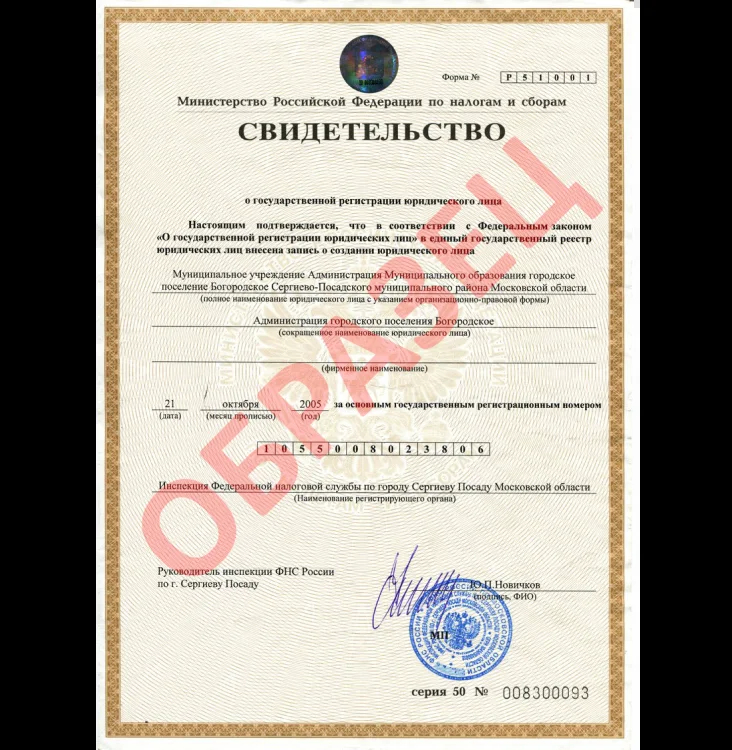 Форма № Р 5 1 0 0 1
Министерство Российской Федерации по налогам и сборам
СВИДЕТЕЛЬСТВО
о государственной регистрации юридического лица
Настоящим подтверждается, что в соответствии с Федеральным законом
«О государственной регистрации юридических лиц» в единый государственный реестр
юридических лиц внесена запись о создании юридического лица
Муниципальное учреждение Администрация Муниципального образования городское
поселение Богородское Сергиево-Посадского муниципального района Московской области
(полное наименование юридического лица с указанием организационно-правовой формы)
Администрация городского поселения Богородское
(сокращенное наименование юридического лица)
(фирменное наименование)
21 октября 2005 за основным государственным регистрационным номером
(дата) (месяц прописью) (год)
1 0 5 5 0 0 8 0 2 3 8 0 6
Инспекция Федеральной налоговой службы по городу Сергиеву Посаду Московской области
(Наименование регистрирующего органа)
ОБРАЗЕЦ
Руководитель инспекции ФНС России
по г. Сергиеву Посаду
Ю.П.Новичков
(подпись, ФИО)
МП
серия 50 № 008300093